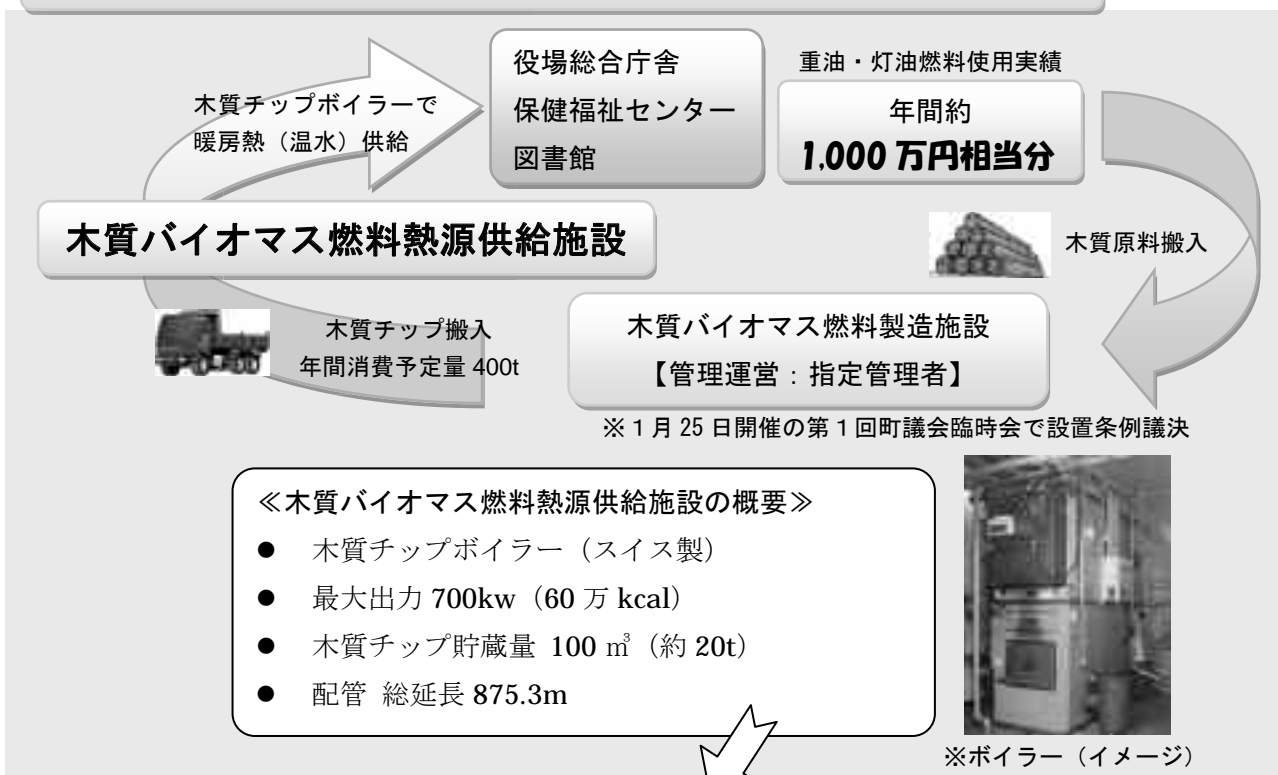 役場総合庁舎
保健福祉センター
図書館
重油・灯油燃料使用実績
年間約
1,000 万円相当分
木質チップボイラーで
暖房熱（温水）供給
木質バイオマス燃料熱源供給施設
木質原料搬入
木質チップ搬入
年間消費予定量 400t
木質バイオマス燃料製造施設
【管理運営：指定管理者】
※１月 25 日開催の第１回町議会臨時会で設置条例議決
≪木質バイオマス燃料熱源供給施設の概要≫
● 木質チップボイラー（スイス製）
● 最大出力 700kw（60 万 kcal）
● 木質チップ貯蔵量 100 ㎥（約 20t）
● 配管 総延長 875.3m
※ボイラー（イメージ）